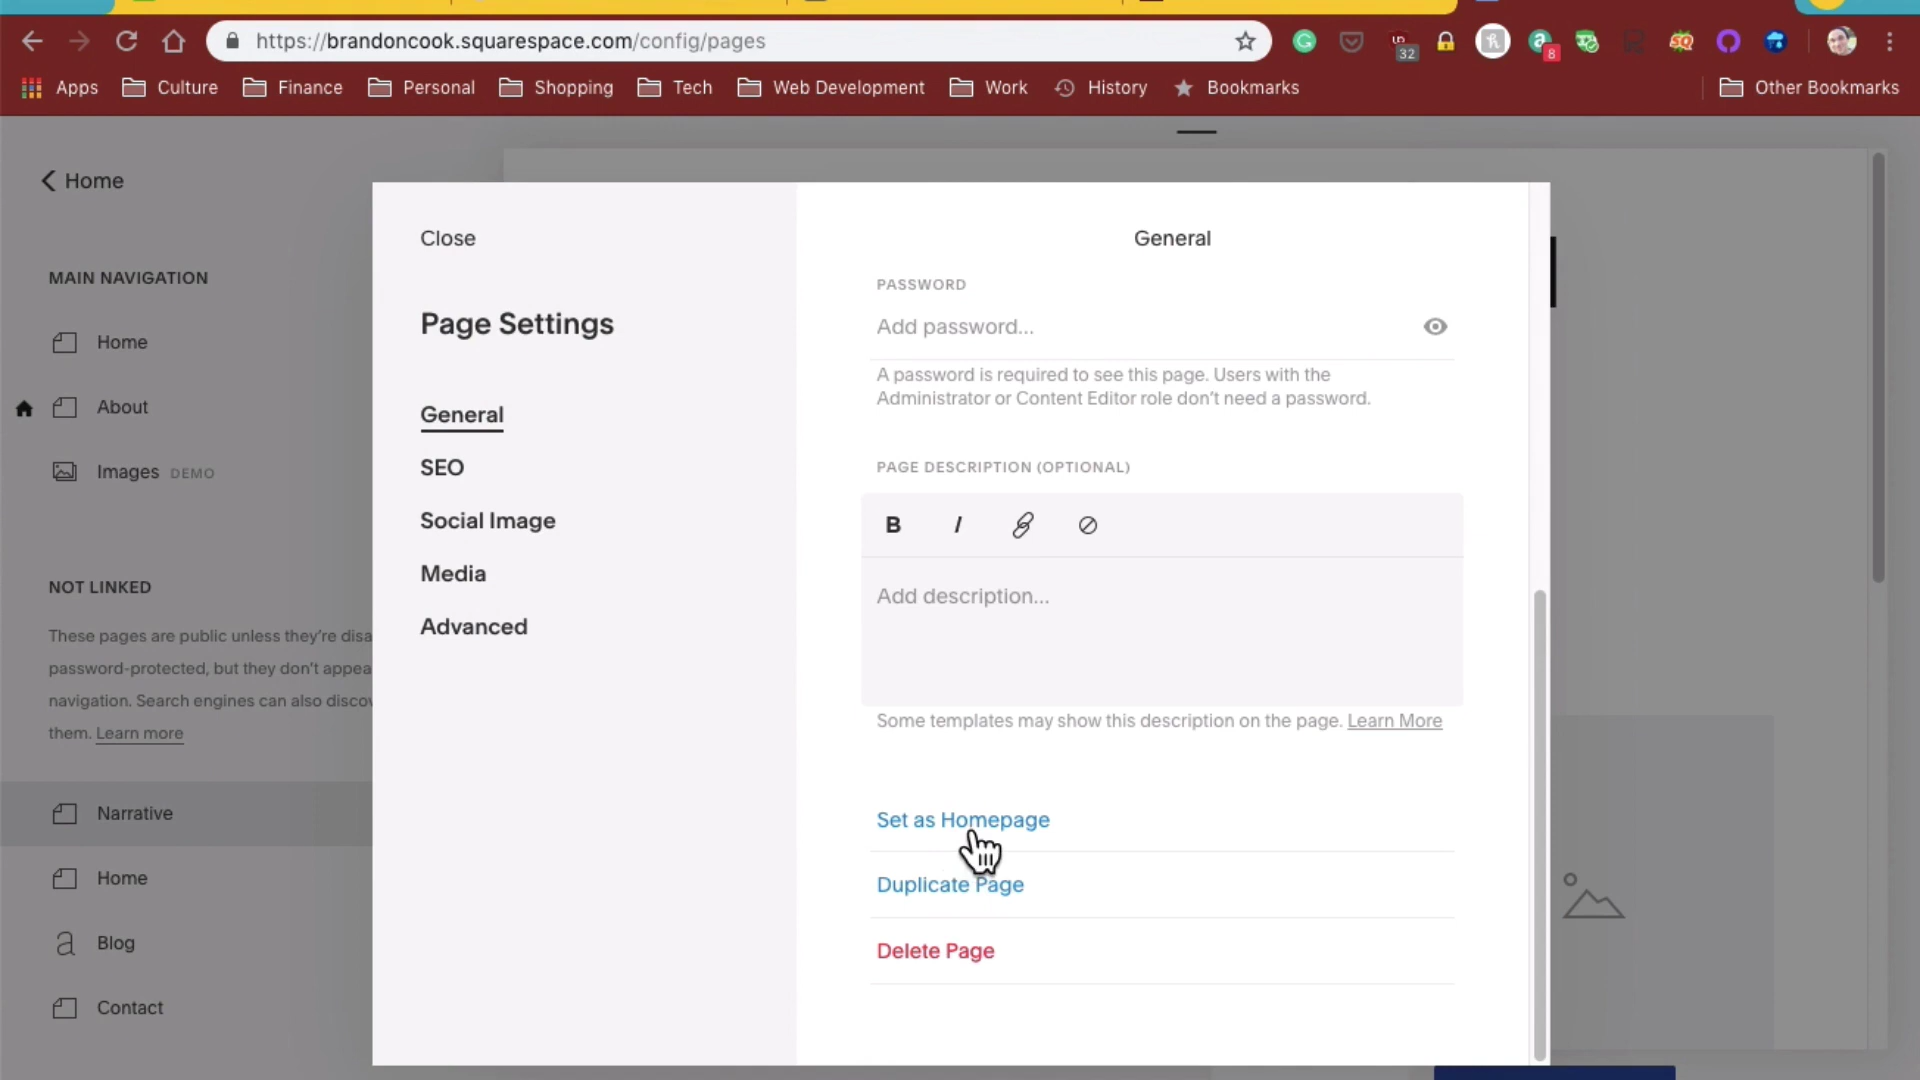 https://brandoncook.squarespace.com/config/pages
32
8
Apps
Culture
Finance
Personal
Shopping
Tech
Web Development
Work
History
Bookmarks
Other Bookmarks
Home
MAIN NAVIGATION
Home
About
Images DEMO
NOT LINKED
These pages are public unless they're disa
password-protected, but they don't appea
navigation. Search engines can also discov
them. Learn more
Narrative
Home
Blog
Contact
Close
Page Settings
General
SEO
Social Image
Media
Advanced
General
PASSWORD
Add password...
A password is required to see this page. Users with the
Administrator or Content Editor role don't need a password.
PAGE DESCRIPTION (OPTIONAL)
B I
Add description...
Some templates may show this description on the page. Learn More
Set as Homepage
Duplicate Page
Delete Page